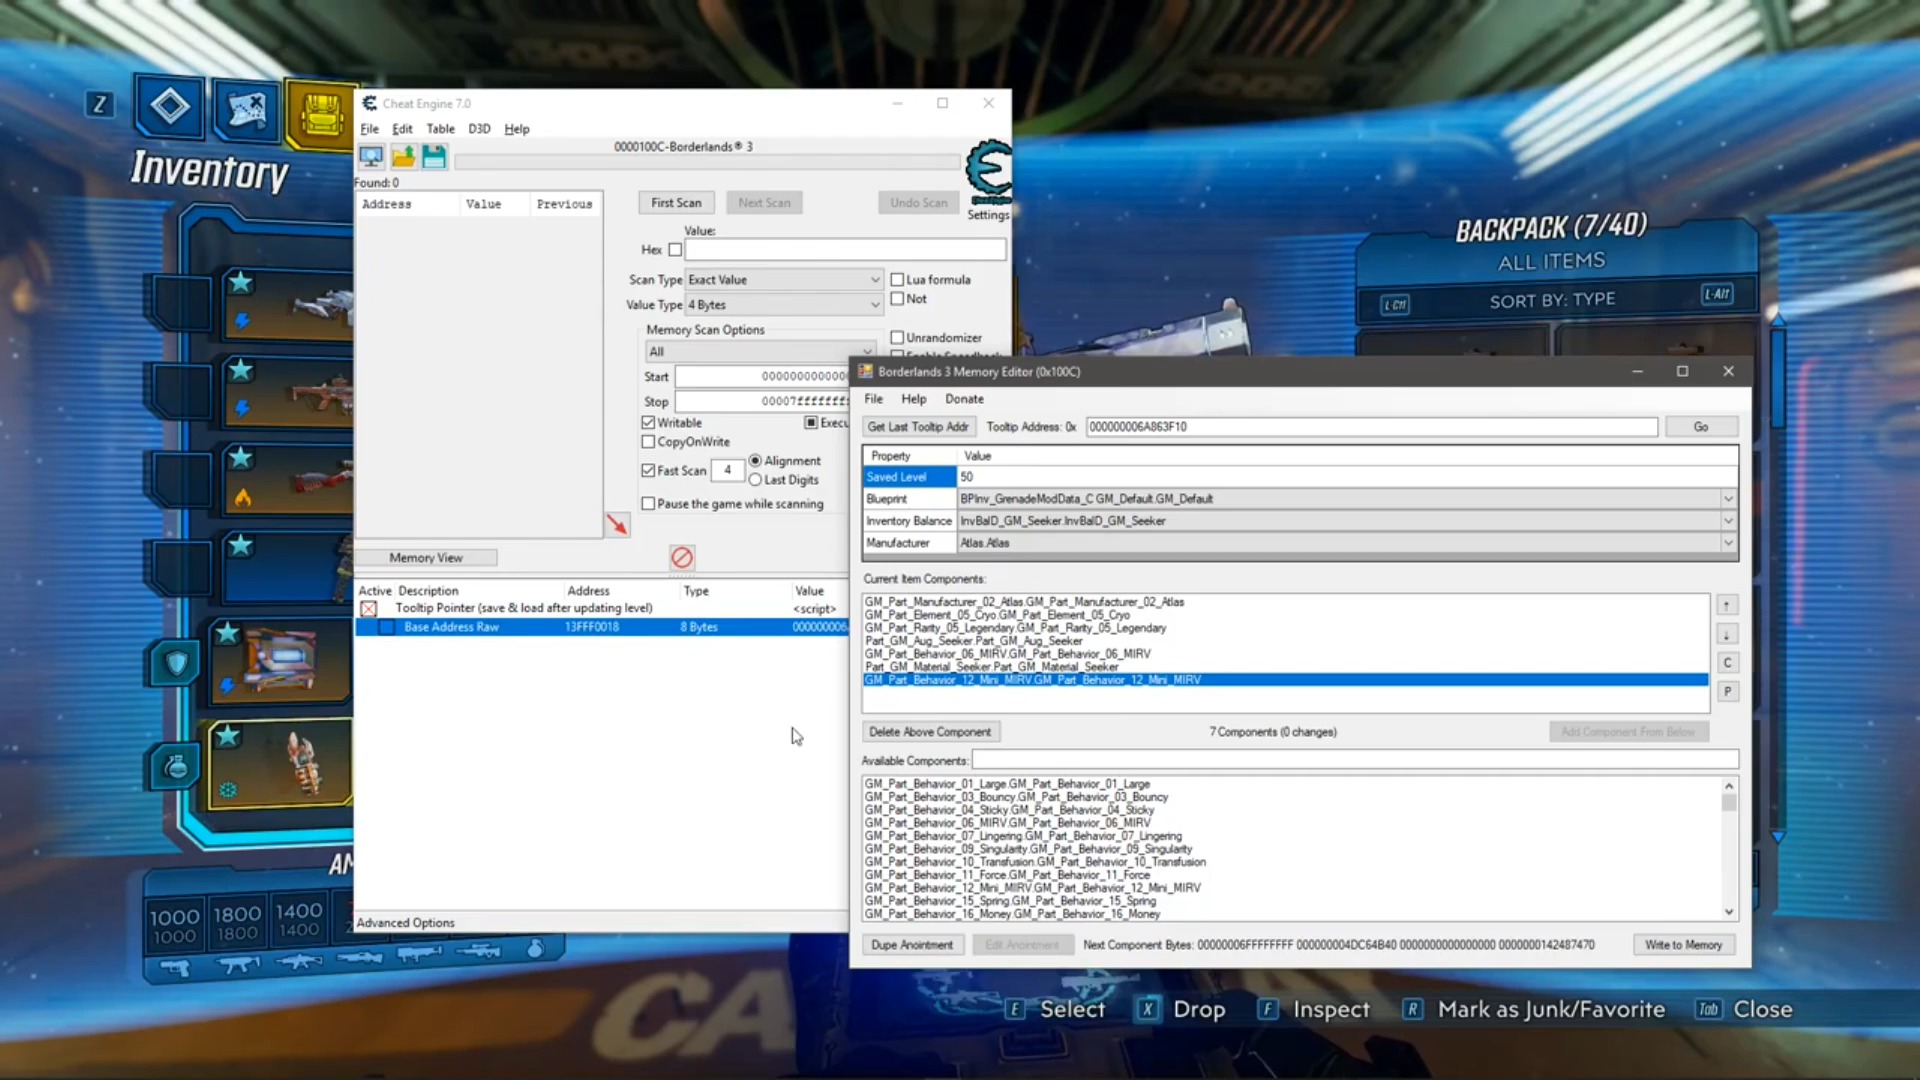 Z
Inventory
Cheat Engine 7.0
File Edit Table D3D Help
0000100C-Borderlands® 3
Found: 0
Address Value Previous
First Scan Next Scan Undo Scan
Settings
Value:
Hex
Scan Type Exact Value
Lua formula
Not
Value Type 4 Bytes
Memory Scan Options
All
Unrandomizer
Start 000000000000
Stop 00007fffffff
Writable
CopyOnWrite
Fast Scan 4
Alignment
Last Digits
Pause the game while scanning
Memory View
Active Description Address Type Value
Tooltip Pointer (save & load after updating level) <script>
Base Address Raw 13FFF0018 8 Bytes
Advanced Options
BACKPACK (7/40)
ALL ITEMS
L-Ctl SORT BY: TYPE L-Alt
Borderlands 3 Memory Editor (0x100C)
File Help Donate
Get Last Tooltip Addr Tooltip Address: 0x 000000006A863F10 Go
Property Value
Saved Level 50
Blueprint BPInv_GrenadeModData_C GM_Default.GM_Default
Inventory Balance InvBalD_GM_Seeker.InvBalD_GM_Seeker
Manufacturer Atlas.Atlas
Current Item Components:
GM_Part_Manufacturer_02_Atlas.GM_Part_Manufacturer_02_Atlas
GM_Part_Element_05_Cryo.GM_Part_Element_05_Cryo
GM_Part_Rarity_05_Legendary.GM_Part_Rarity_05_Legendary
Part_GM_Aug_Seeker.Part_GM_Aug_Seeker
GM_Part_Behavior_06_MIRV.GM_Part_Behavior_06_MIRV
Part_GM_Material_Seeker.Part_GM_Material_Seeker
GM_Part_Behavior_12_Mini_MIRV.GM_Part_Behavior_12_Mini_MIRV
↑
↓
C
P
Delete Above Component 7 Components (0 changes) Add Component From Below
Available Components:
GM_Part_Behavior_01_Large.GM_Part_Behavior_01_Large
GM_Part_Behavior_03_Bouncy.GM_Part_Behavior_03_Bouncy
GM_Part_Behavior_04_Sticky.GM_Part_Behavior_04_Sticky
GM_Part_Behavior_06_MIRV.GM_Part_Behavior_06_MIRV
GM_Part_Behavior_07_Lingering.GM_Part_Behavior_07_Lingering
GM_Part_Behavior_09_Singularity.GM_Part_Behavior_09_Singularity
GM_Part_Behavior_10_Transfusion.GM_Part_Behavior_10_Transfusion
GM_Part_Behavior_11_Force.GM_Part_Behavior_11_Force
GM_Part_Behavior_12_Mini_MIRV.GM_Part_Behavior_12_Mini_MIRV
GM_Part_Behavior_15_Spring.GM_Part_Behavior_15_Spring
GM_Part_Behavior_16_Money.GM_Part_Behavior_16_Money
Dupe Anointment Edit Anointment Next Component Bytes: 00000006FFFFFFFF 000000004DC64B40 0000000000000000 0000000142487470 Write to Memory
1000 1800 1400
1000 1800 1400
CA
E Select X Drop F Inspect R Mark as Junk/Favorite Tab Close